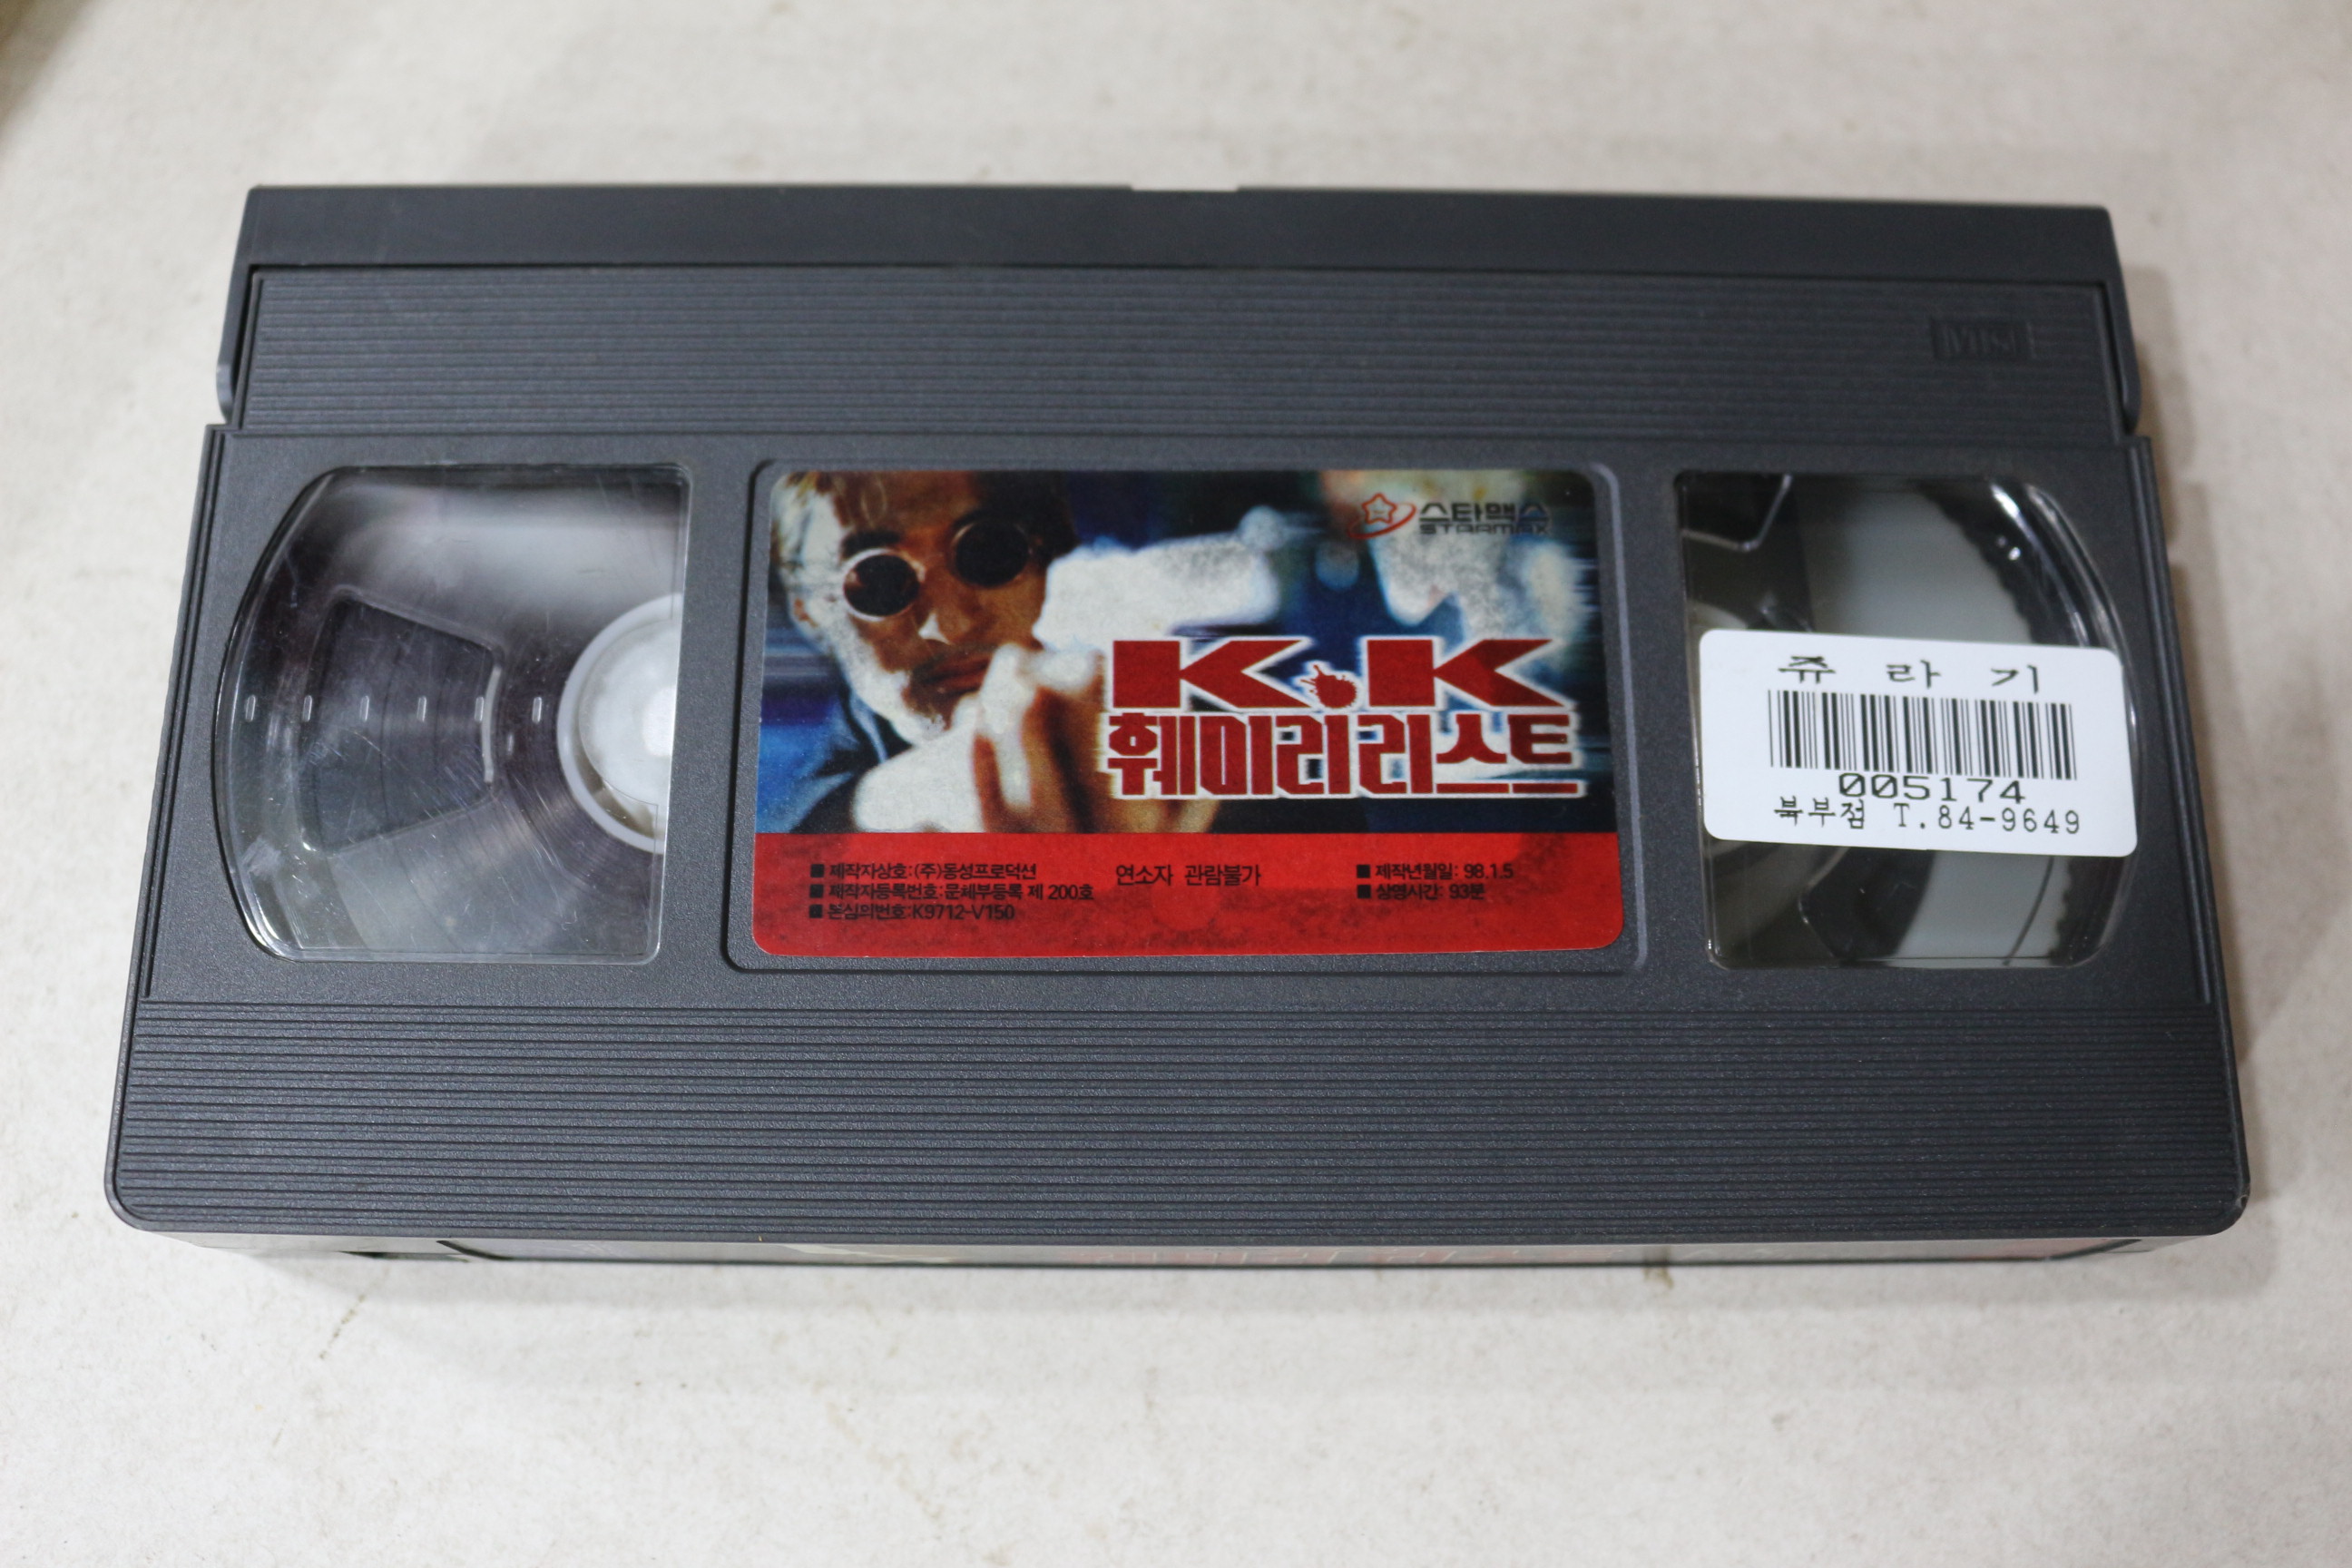 스타맥스
STARMAX
K.K
훼미리리스트
■ 제작자상호:(주)동성프로덕션
■ 제작자등록번호:문체부등록 제 200호
■ 본심의번호:K9712-V150
연소자 관람불가
■ 제작년월일: 98.1.5
■ 상영시간: 93분
쥬 라 기
005174
북부점 T.84-9649